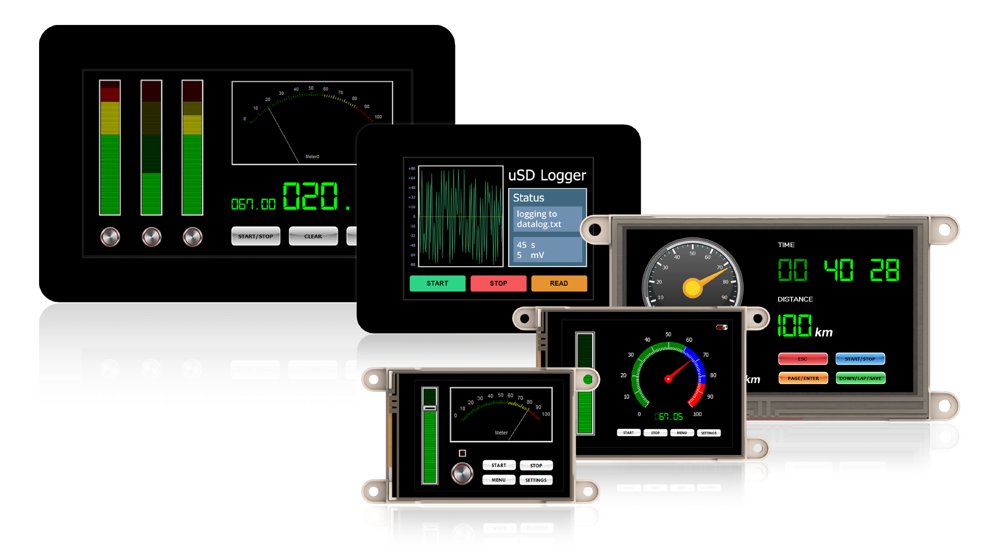 0
10
20
30
40
50
60
70
80
90
100
Meter0
067.00
020.
START/STOP
CLEAR
+80
+64
+48
+32
+16
0
-16
-32
-48
-64
-80
uSD Logger
Status
logging to
datalog.txt
45 s
5 mV
START
STOP
READ
10
20
30
40
50
60
70
80
90
TIME
00 40 28
DISTANCE
100 km
km
ESC
START/STOP
PAGE/ENTER
DOWN/LAP/SAVE
0
10
20
30
40
50
60
70
80
90
100
67.05
START
STOP
MENU
SETTINGS
0
10
20
30
40
50
60
70
80
90
100
Meter
START
STOP
MENU
SETTINGS